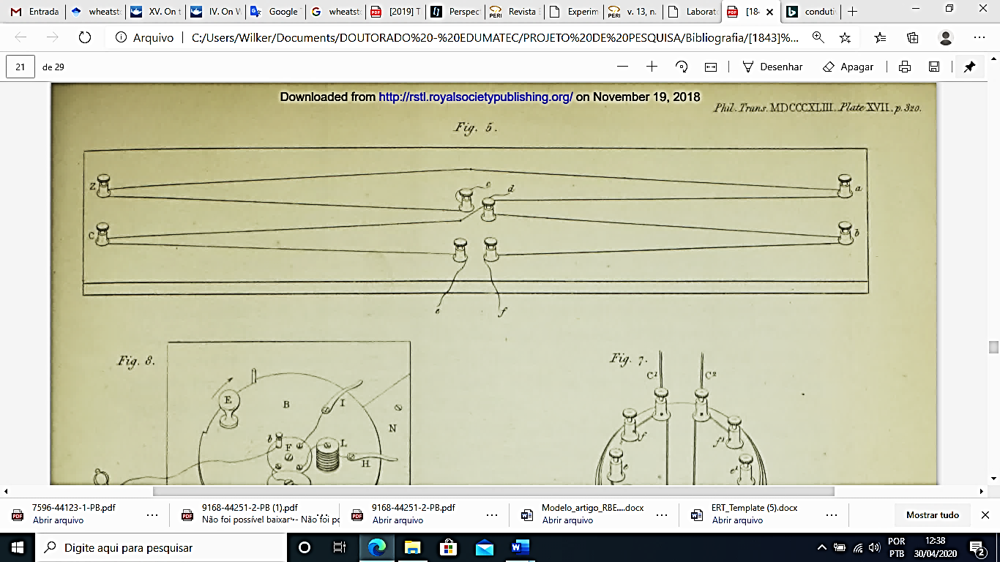 Entrada
wheatst
XV. On t
IV. On W
Google T
wheatst
[2019] T
Perspec
Revista E
Experim
v. 13, n.
Laborat
[184
conduti
Arquivo
C:/Users/Wilker/Documents/DOUTORADO%20-%20EDUMATEC/PROJETO%20DE%20PESQUISA/Bibliografia/[1843]%...
21
de 29
Desenhar
Apagar
Downloaded from http://rstl.royalsocietypublishing.org/ on November 19, 2018
Phil. Trans. MDCCCXLIII. Plate XVII, p. 320.
Fig. 5.
Z
c
d
a
C
b
e
f
Fig. 8.
E
B
I
N
b
F
L
H
Fig. 7.
C1
C2
f
f'
e
e'
7596-44123-1-PB.pdf
Abrir arquivo
9168-44251-2-PB (1).pdf
Não foi possível baixar -- Não foi po
9168-44251-2-PB.pdf
Abrir arquivo
Modelo_artigo_RBE....docx
Abrir arquivo
ERT_Template (5).docx
Abrir arquivo
Mostrar tudo
Digite aqui para pesquisar
POR
PTB
12:38
30/04/2020
2